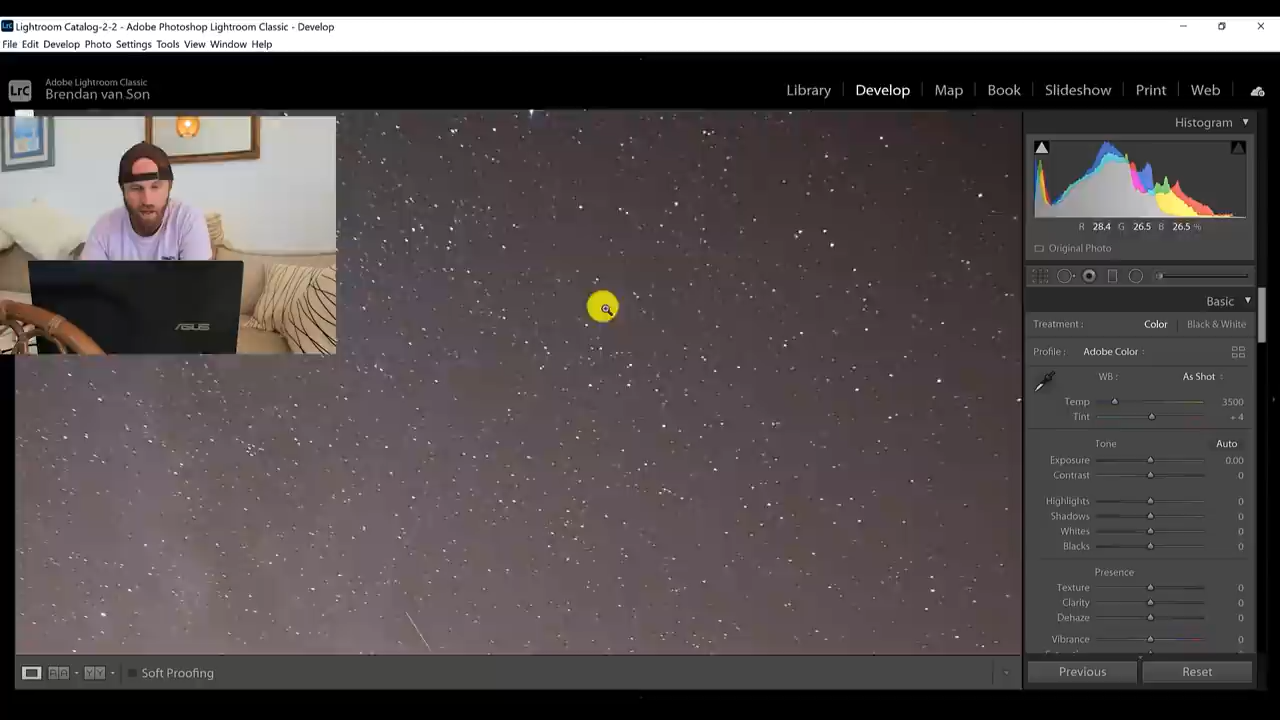 Lightroom Catalog-2-2 - Adobe Photoshop Lightroom Classic - Develop
File Edit Develop Photo Settings Tools View Window Help
LrC
Adobe Lightroom Classic
Brendan van Son
Library | Develop | Map | Book | Slideshow | Print | Web
Histogram
R 28.4 G 26.5 B 26.5 %
Original Photo
ASUS
Basic
Treatment : Color | Black & White
Profile : Adobe Color
WB : As Shot
Temp 3500
Tint + 4
Tone Auto
Exposure 0.00
Contrast 0
Highlights 0
Shadows 0
Whites 0
Blacks 0
Presence
Texture 0
Clarity 0
Dehaze 0
Vibrance 0
Soft Proofing
Previous Reset